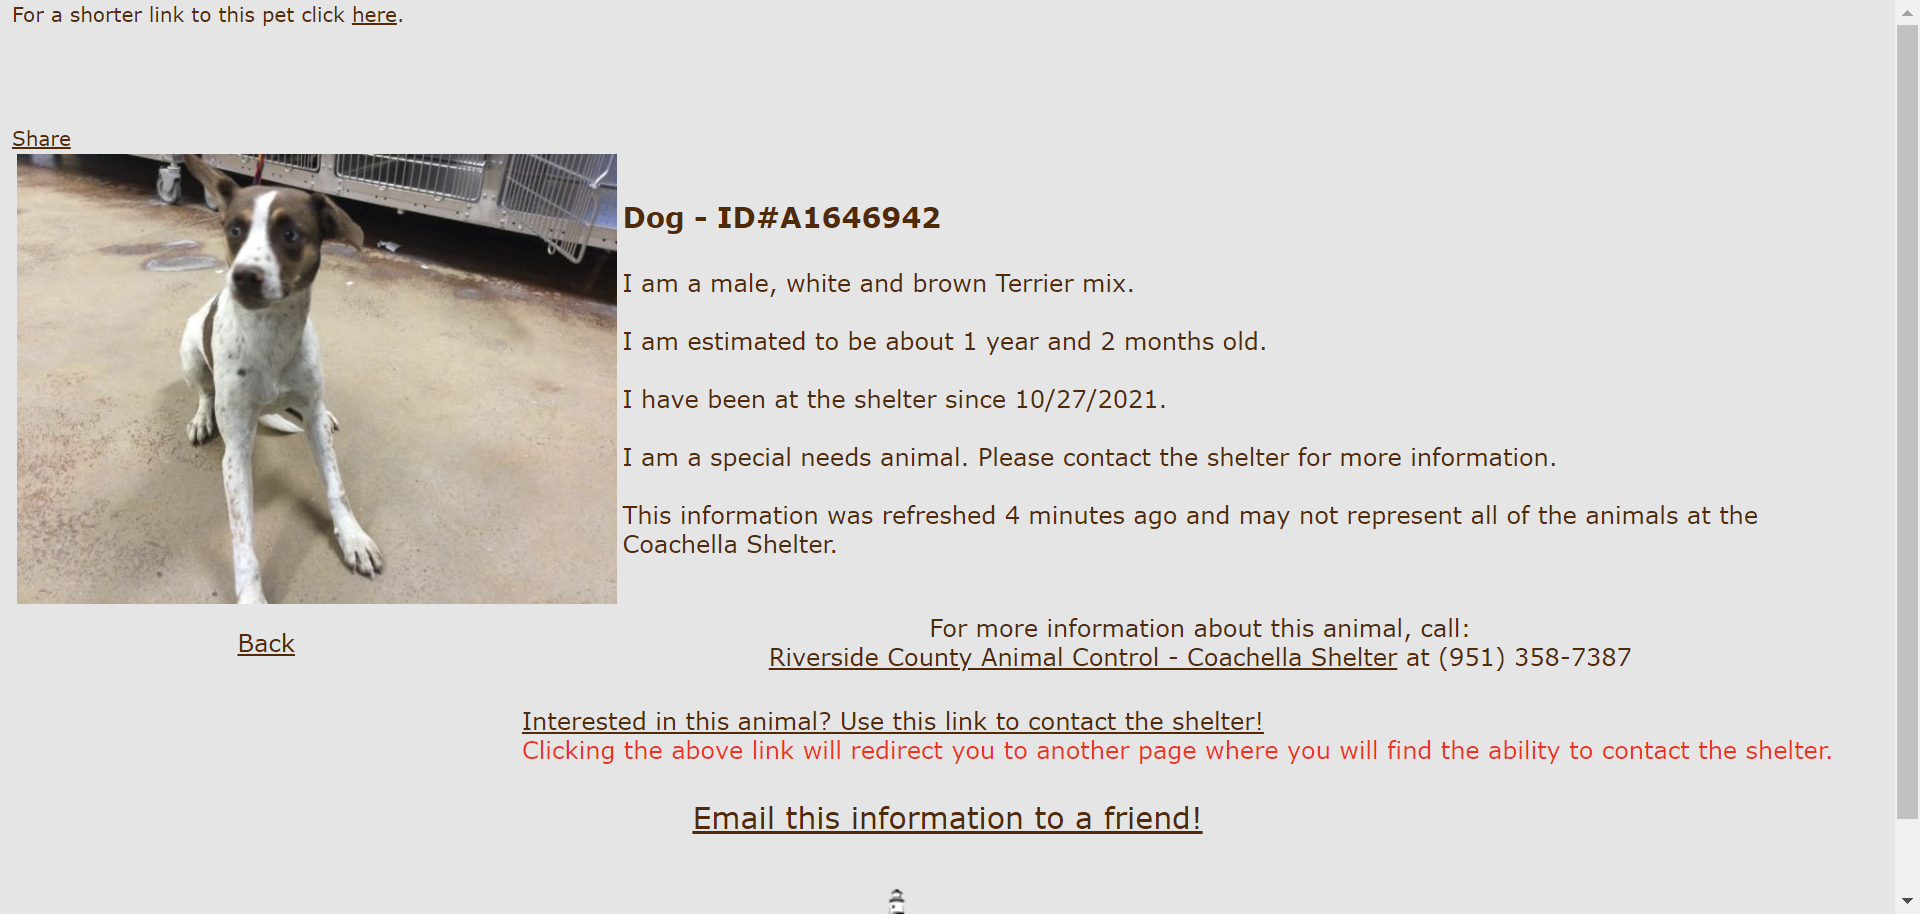 For a shorter link to this pet click here.
Share
Dog - ID#A1646942
I am a male, white and brown Terrier mix.
I am estimated to be about 1 year and 2 months old.
I have been at the shelter since 10/27/2021.
I am a special needs animal. Please contact the shelter for more information.
This information was refreshed 4 minutes ago and may not represent all of the animals at the
Coachella Shelter.
Back
For more information about this animal, call:
Riverside County Animal Control - Coachella Shelter at (951) 358-7387
Interested in this animal? Use this link to contact the shelter!
Clicking the above link will redirect you to another page where you will find the ability to contact the shelter.
Email this information to a friend!